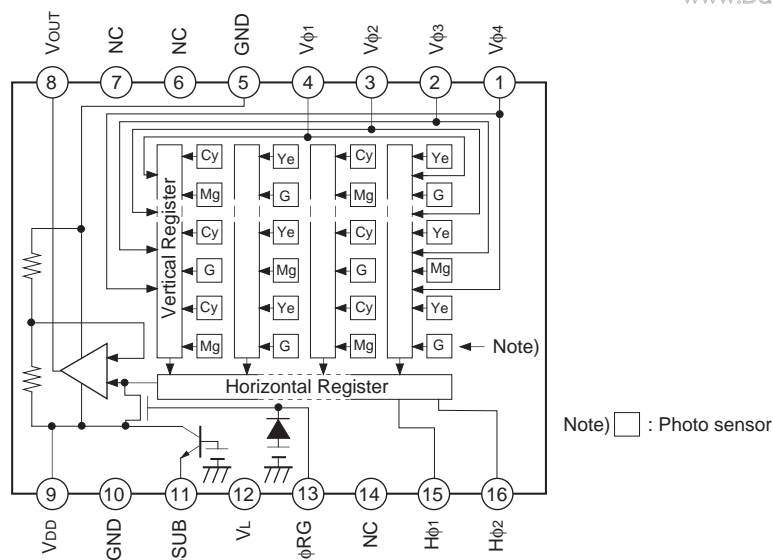 VOUT NC NC GND Vφ1 Vφ2 Vφ3 Vφ4
8 7 6 5 4 3 2 1
Vertical Register
Cy Ye Cy Ye
Mg G Mg G
Cy Ye Cy Ye
G Mg G Mg
Cy Ye Cy Ye
Mg G Mg G
Note)
Horizontal Register
Note) : Photo sensor
9 10 11 12 13 14 15 16
VDD GND SUB VL φRG NC Hφ1 Hφ2